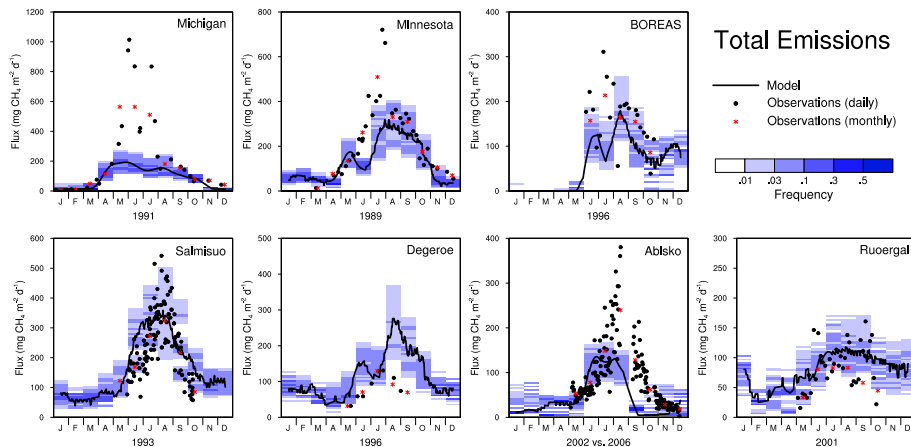 Michigan
1200
1000
800
600
400
200
0
Flux (mg CH4 m-2 d-1)
J F M A M J J A S O N D
1991
MInnesota
800
600
400
200
0
Flux (mg CH4 m-2 d-1)
J F M A M J J A S O N D
1989
BOREAS
400
300
200
100
0
Flux (mg CH4 m-2 d-1)
J F M A M J J A S O N D
1996
Total Emissions
Model
Observations (daily)
Observations (monthly)
.01 .03 .1 .3 .5
Frequency
Salmisuo
600
500
400
300
200
100
0
Flux (mg CH4 m-2 d-1)
J F M A M J J A S O N D
1993
Degeroe
500
400
300
200
100
0
Flux (mg CH4 m-2 d-1)
J F M A M J J A S O N D
1996
Abisko
400
300
200
100
0
Flux (mg CH4 m-2 d-1)
J F M A M J J A S O N D
2002 vs. 2006
Ruoergai
300
200
100
0
Flux (mg CH4 m-2 d-1)
J F M A M J J A S O N D
2001